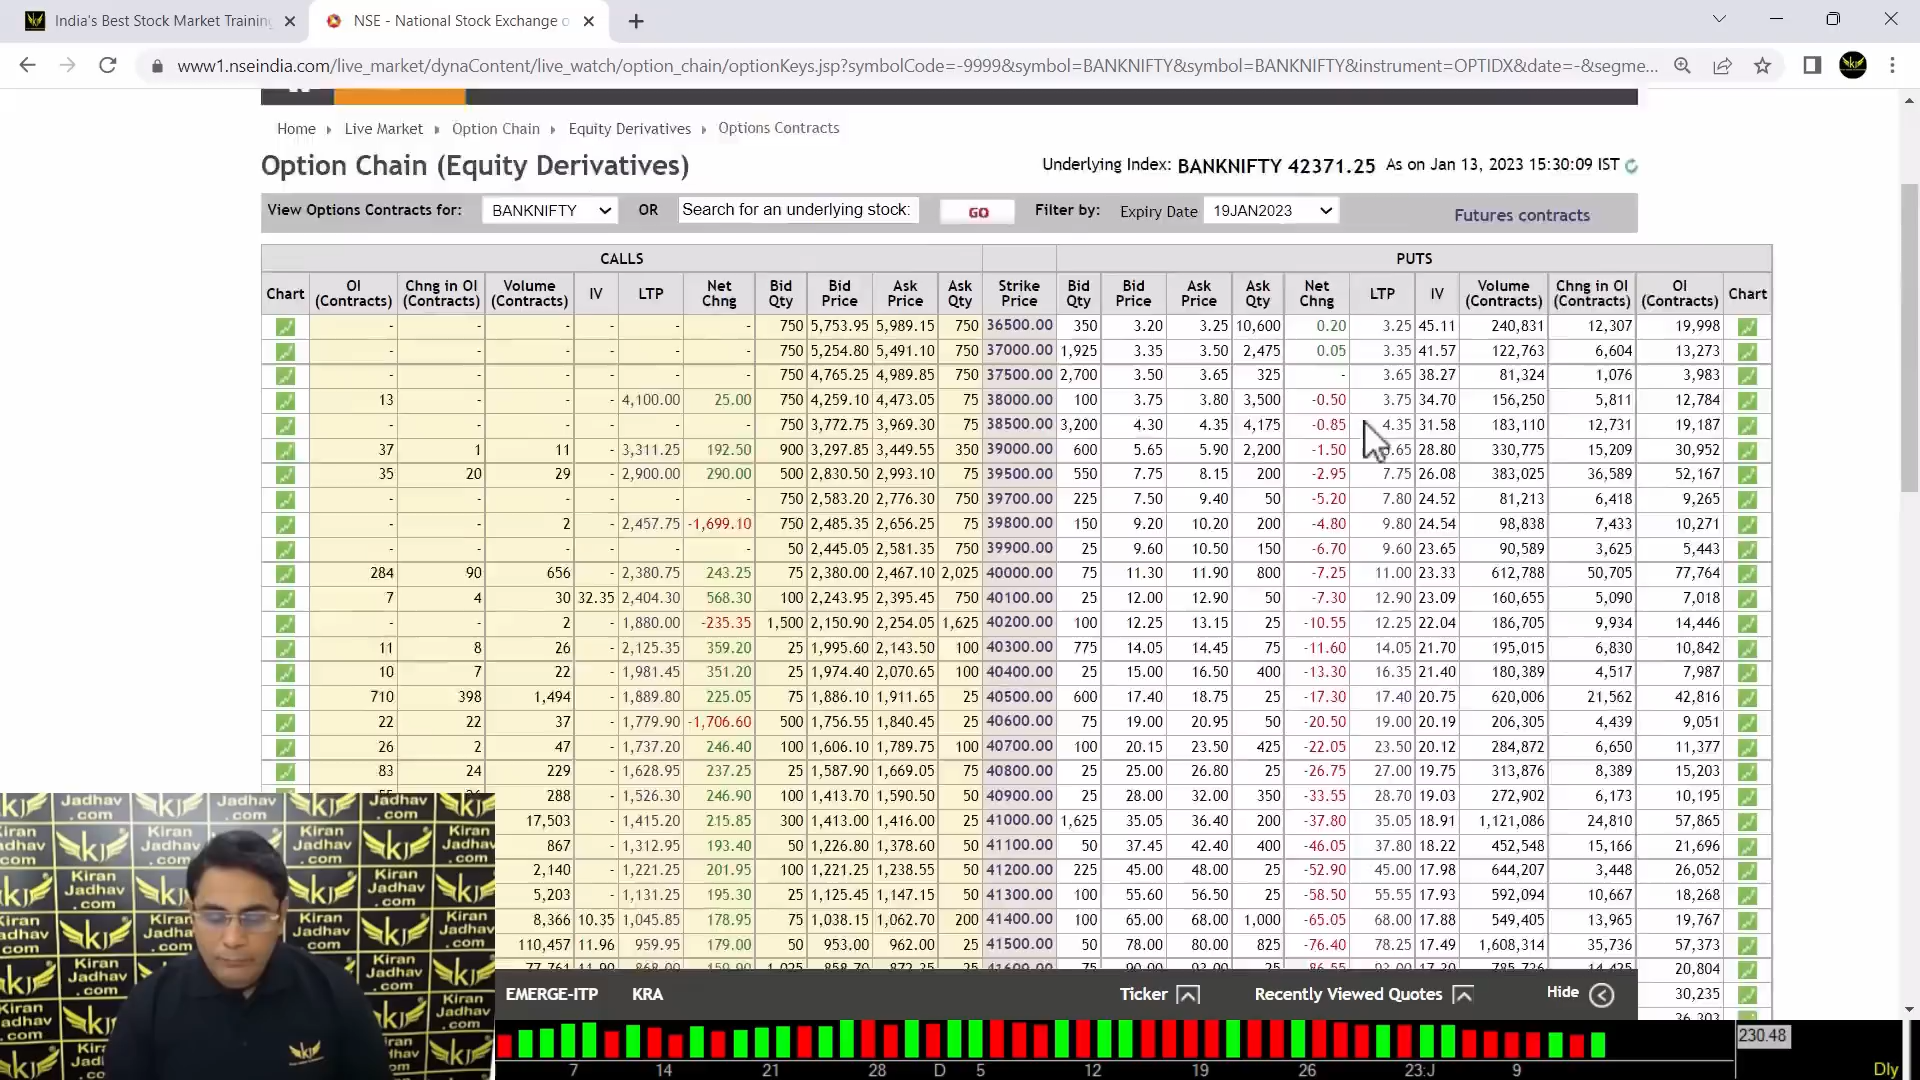 India's Best Stock Market Training
NSE - National Stock Exchange o
www1.nseindia.com/live_market/dynaContent/live_watch/option_chain/optionKeys.jsp?symbolCode=-9999&symbol=BANKNIFTY&symbol=BANKNIFTY&instrument=OPTIDX&date=-&segme...
Home Live Market Option Chain Equity Derivatives Options Contracts
Option Chain (Equity Derivatives) Underlying Index: BANKNIFTY 42371.25 As on Jan 13, 2023 15:30:09 IST
View Options Contracts for: BANKNIFTY OR Search for an underlying stock: GO Filter by: Expiry Date 19JAN2023 Futures contracts
CALLS PUTS
Chart OI (Contracts) Chng in OI (Contracts) Volume (Contracts) IV LTP Net Chng Bid Qty Bid Price Ask Price Ask Qty Strike Price Bid Qty Bid Price Ask Price Ask Qty Net Chng LTP IV Volume (Contracts) Chng in OI (Contracts) OI (Contracts) Chart
- - - - - - 750 5,753.95 5,989.15 750 36500.00 350 3.20 3.25 10,600 0.20 3.25 45.11 240,831 12,307 19,998
- - - - - - 750 5,254.80 5,491.10 750 37000.00 1,925 3.35 3.50 2,475 0.05 3.35 41.57 122,763 6,604 13,273
- - - - - - 750 4,765.25 4,989.85 750 37500.00 2,700 3.50 3.65 325 - 3.65 38.27 81,324 1,076 3,983
13 - - - 4,100.00 25.00 750 4,259.10 4,473.05 75 38000.00 100 3.75 3.80 3,500 -0.50 3.75 34.70 156,250 5,811 12,784
- - - - - - 750 3,772.75 3,969.30 75 38500.00 3,200 4.30 4.35 4,175 -0.85 4.35 31.58 183,110 12,731 19,187
37 1 11 - 3,311.25 192.50 900 3,297.85 3,449.55 350 39000.00 600 5.65 5.90 2,200 -1.50 .65 28.80 330,775 15,209 30,952
35 20 29 - 2,900.00 290.00 500 2,830.50 2,993.10 75 39500.00 550 7.75 8.15 200 -2.95 7.75 26.08 383,025 36,589 52,167
- - - - - - 750 2,583.20 2,776.30 750 39700.00 225 7.50 9.40 50 -5.20 7.80 24.52 81,213 6,418 9,265
- - 2 - 2,457.75 -1,699.10 750 2,485.35 2,656.25 75 39800.00 150 9.20 10.20 200 -4.80 9.80 24.54 98,838 7,433 10,271
- - - - - - 50 2,445.05 2,581.35 750 39900.00 25 9.60 10.50 150 -6.70 9.60 23.65 90,589 3,625 5,443
284 90 656 - 2,380.75 243.25 75 2,380.00 2,467.10 2,025 40000.00 75 11.30 11.90 800 -7.25 11.00 23.33 612,788 50,705 77,764
7 4 30 32.35 2,404.30 568.30 100 2,243.95 2,395.45 750 40100.00 25 12.00 12.90 50 -7.30 12.90 23.09 160,655 5,090 7,018
- - 2 - 1,880.00 -235.35 1,500 2,150.90 2,254.05 1,625 40200.00 100 12.25 13.15 25 -10.55 12.25 22.04 186,705 9,934 14,446
11 8 26 - 2,125.35 359.20 25 1,995.60 2,143.50 100 40300.00 775 14.05 14.45 75 -11.60 14.05 21.70 195,015 6,830 10,842
10 7 22 - 1,981.45 351.20 25 1,974.40 2,070.65 100 40400.00 25 15.00 16.50 400 -13.30 16.35 21.40 180,389 4,517 7,987
710 398 1,494 - 1,889.80 225.05 75 1,886.10 1,911.65 25 40500.00 600 17.40 18.75 25 -17.30 17.40 20.75 620,006 21,562 42,816
22 22 37 - 1,779.90 -1,706.60 500 1,756.55 1,840.45 25 40600.00 75 19.00 20.95 50 -20.50 19.00 20.19 206,305 4,439 9,051
26 2 47 - 1,737.20 246.40 100 1,606.10 1,789.75 100 40700.00 100 20.15 23.50 425 -22.05 23.50 20.12 284,872 6,650 11,377
83 24 229 - 1,628.95 237.25 25 1,587.90 1,669.05 75 40800.00 25 25.00 26.80 25 -26.75 27.00 19.75 313,876 8,389 15,203
288 - 1,526.30 246.90 100 1,413.70 1,590.50 50 40900.00 25 28.00 32.00 350 -33.55 28.70 19.03 272,902 6,173 10,195
17,503 - 1,415.20 215.85 300 1,413.00 1,416.00 25 41000.00 1,625 35.05 36.40 200 -37.80 35.05 18.91 1,121,086 24,810 57,865
867 - 1,312.95 193.40 50 1,226.80 1,378.60 50 41100.00 50 37.45 42.40 400 -46.05 37.80 18.22 452,548 15,166 21,696
2,140 - 1,221.25 201.95 100 1,221.25 1,238.55 50 41200.00 225 45.00 48.00 25 -52.90 45.00 17.98 644,207 3,448 26,052
5,203 - 1,131.25 195.30 25 1,125.45 1,147.15 50 41300.00 100 55.60 56.50 25 -58.50 55.55 17.93 592,094 10,667 18,268
8,366 10.35 1,045.85 178.95 75 1,038.15 1,062.70 200 41400.00 100 65.00 68.00 1,000 -65.05 68.00 17.88 549,405 13,965 19,767
110,457 11.96 959.95 179.00 50 953.00 962.00 25 41500.00 50 78.00 80.00 825 -76.40 78.25 17.49 1,608,314 35,736 57,373
20,804
EMERGE-ITP KRA Ticker Recently Viewed Quotes Hide
30,235
Kiran Jadhav .com
230.48
7 14 21 28 D 5 12 19 26 23:J 9
Dly